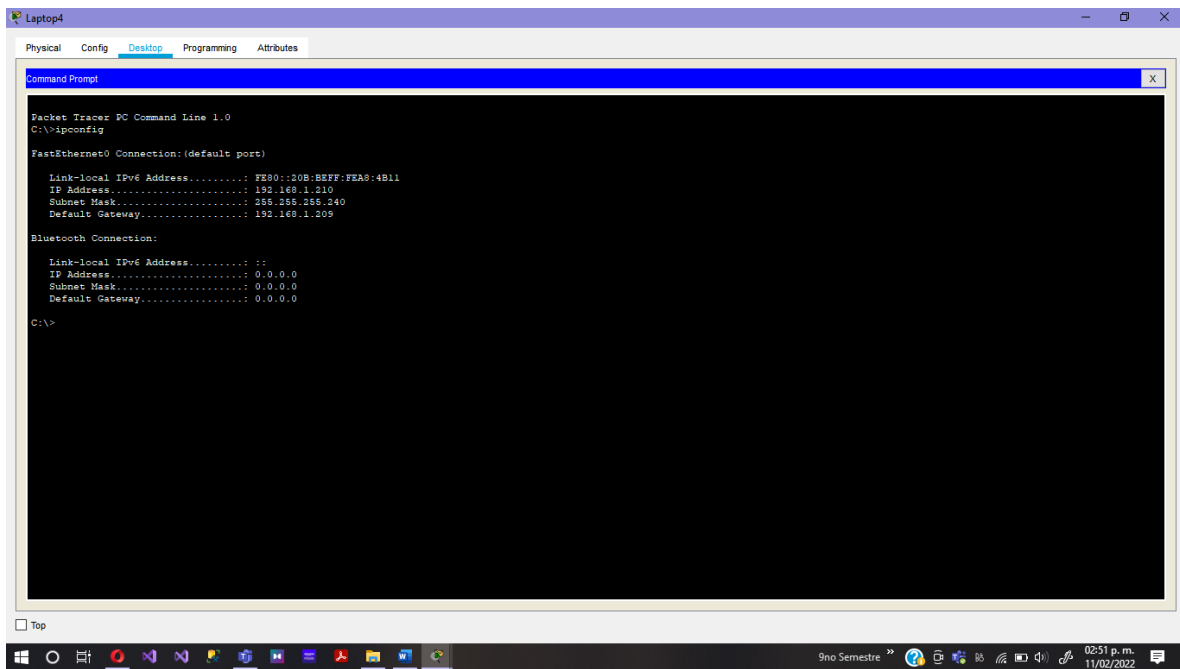 Laptop4
Physical Config Desktop Programming Attributes
Command Prompt
X
Packet Tracer PC Command Line 1.0
C:\>ipconfig
FastEthernet0 Connection:(default port)
Link-local IPv6 Address.........: FE80::20B:BEFF:FEA8:4B11
IP Address......................: 192.168.1.210
Subnet Mask.....................: 255.255.255.240
Default Gateway.................: 192.168.1.209
Bluetooth Connection:
Link-local IPv6 Address.........: ::
IP Address......................: 0.0.0.0
Subnet Mask.....................: 0.0.0.0
Default Gateway.................: 0.0.0.0
C:\>
Top
9no Semestre
02:51 p. m.
11/02/2022